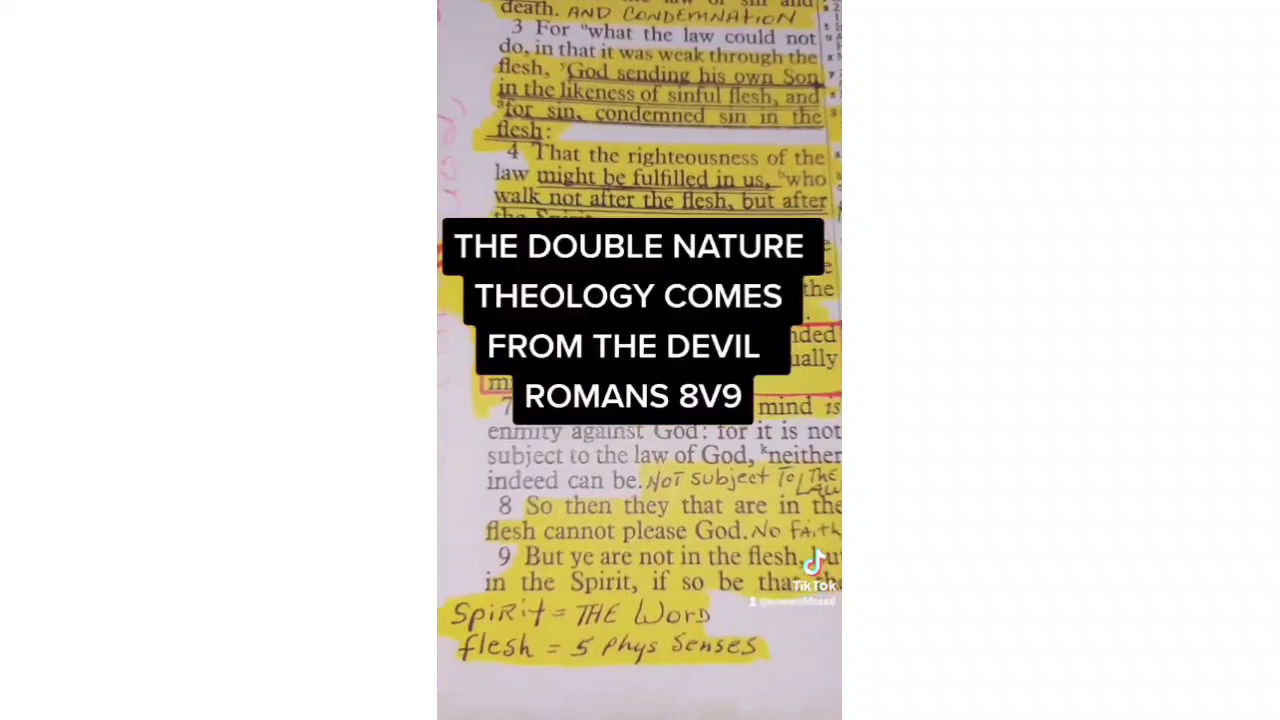 death. AND CONDEMNATION
3 For what the law could not
do, in that it was weak through the
flesh, God sending his own Son
in the likeness of sinful flesh, and
for sin, condemned sin in the
flesh:
4 That the righteousness of the
law might be fulfilled in us, who
walk not after the flesh, but after
THE DOUBLE NATURE
THEOLOGY COMES
the
FROM THE DEVIL
ROMANS 8V9
7 mind is
enmity against God: for it is not
subject to the law of God, neither
indeed can be. NOT SUBJECT TO THE LAW
8 So then they that are in the
flesh cannot please God. NO FAITH
9 But ye are not in the flesh,
in the Spirit, if so be
TikTok
SPIRIT = THE WORD
flesh = 5 Phys Senses